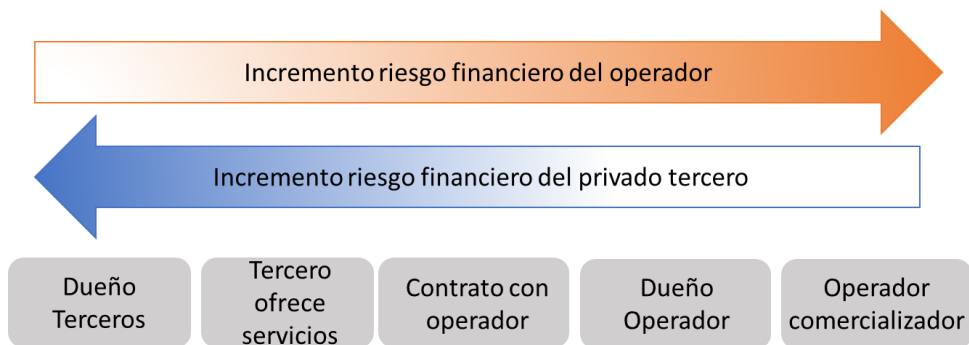 Incremento riesgo financiero del operador
Incremento riesgo financiero del privado tercero
Dueño
Terceros
Tercero
ofrece
servicios
Contrato con
operador
Dueño
Operador
Operador
comercializador